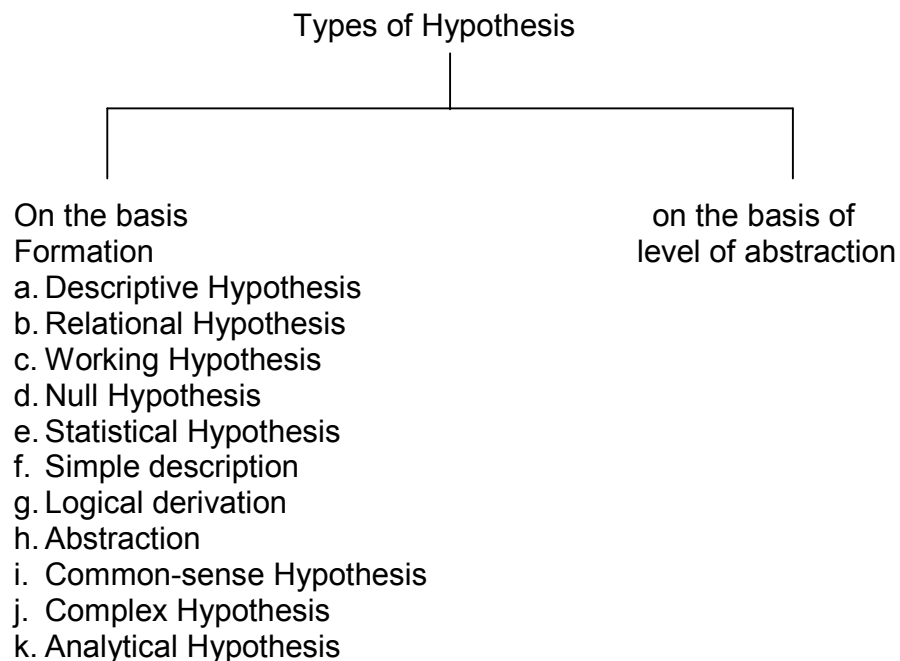 Types of Hypothesis
On the basis
Formation
a. Descriptive Hypothesis
b. Relational Hypothesis
c. Working Hypothesis
d. Null Hypothesis
e. Statistical Hypothesis
f. Simple description
g. Logical derivation
h. Abstraction
i. Common-sense Hypothesis
j. Complex Hypothesis
k. Analytical Hypothesis
on the basis of
level of abstraction